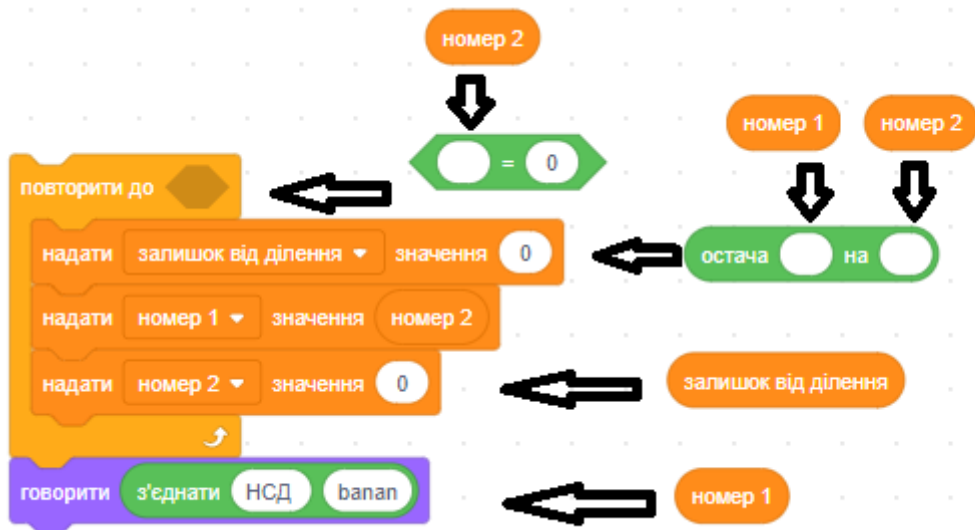 номер 2
номер 1 номер 2
= 0
повторити до
надати залишок від ділення значення 0
остача на
надати номер 1 значення номер 2
надати номер 2 значення 0
залишок від ділення
говорити з'єднати НСД banan
номер 1